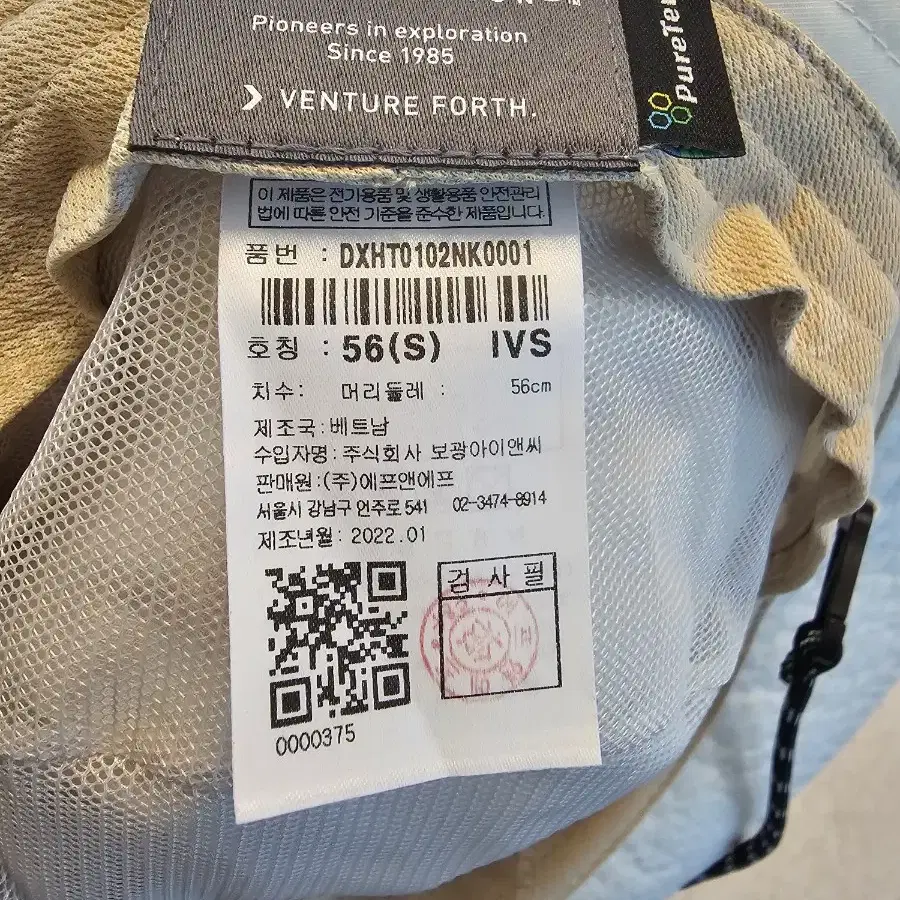 Pioneers in exploration
Since 1985
❯ VENTURE FORTH.
이 제품은 전기용품 및 생활용품 안전관리
법에 따른 안전 기준을 준수한 제품입니다.
품번 : DXHT0102NK0001
호칭 : 56(S) IVS
치수: 머리둘레 : 56cm
제조국: 베트남
수입자명: 주식회사 보광아이앤씨
판매원:(주)에프앤에프
서울시 강남구 언주로 541 02-3474-8914
제조년월: 2022.01
검 사 필
0000375